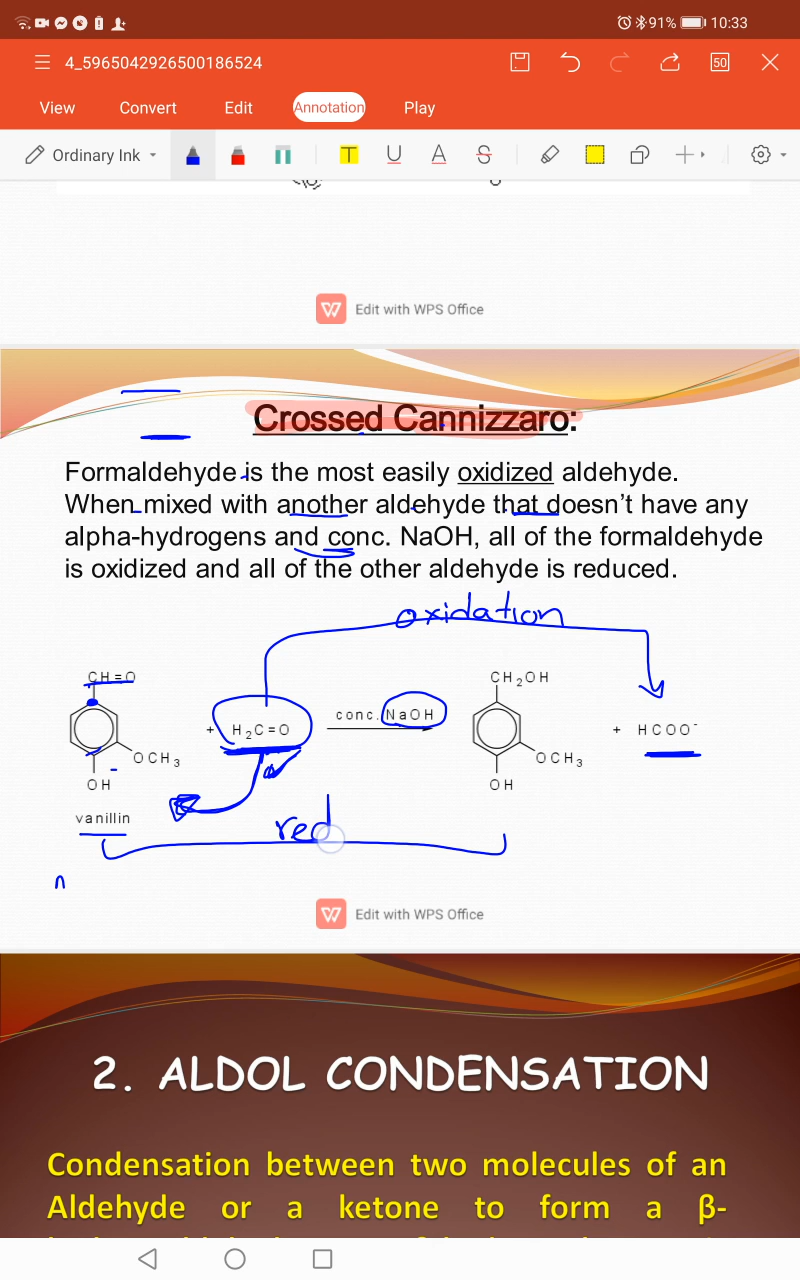 91% 10:33
4_5965042926500186524
50
View Convert Edit Annotation Play
Ordinary Ink T U A S
Edit with WPS Office
Crossed Cannizzaro:
Formaldehyde is the most easily oxidized aldehyde.
When mixed with another aldehyde that doesn't have any
alpha-hydrogens and conc. NaOH, all of the formaldehyde
is oxidized and all of the other aldehyde is reduced.
oxidation
CH=O
CH₂OH
+ H₂C=O
conc. NaOH
+ HCOO⁻
OCH₃
OCH₃
OH
OH
vanillin
red
n
Edit with WPS Office
2. ALDOL CONDENSATION
Condensation between two molecules of an
Aldehyde or a ketone to form a β-